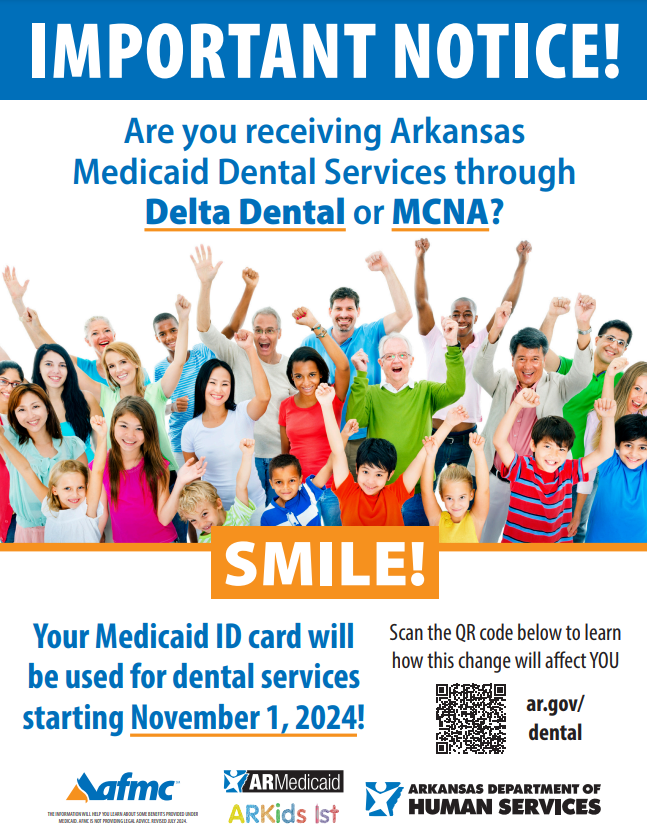 IMPORTANT NOTICE!
Are you receiving Arkansas
Medicaid Dental Services through
Delta Dental or MCNA?
SMILE!
Your Medicaid ID card will
be used for dental services
starting November 1, 2024!
Scan the QR code below to learn
how this change will affect YOU
ar.gov/
dental
afmc
THE INFORMATION WILL HELP YOU LEARN ABOUT SOME BENEFITS PROVIDED UNDER
MEDICAID. AFMC IS NOT PROVIDING LEGAL ADVICE. REVISED JULY 2024.
ARMedicaid
ARKids 1st
ARKANSAS DEPARTMENT OF
HUMAN SERVICES